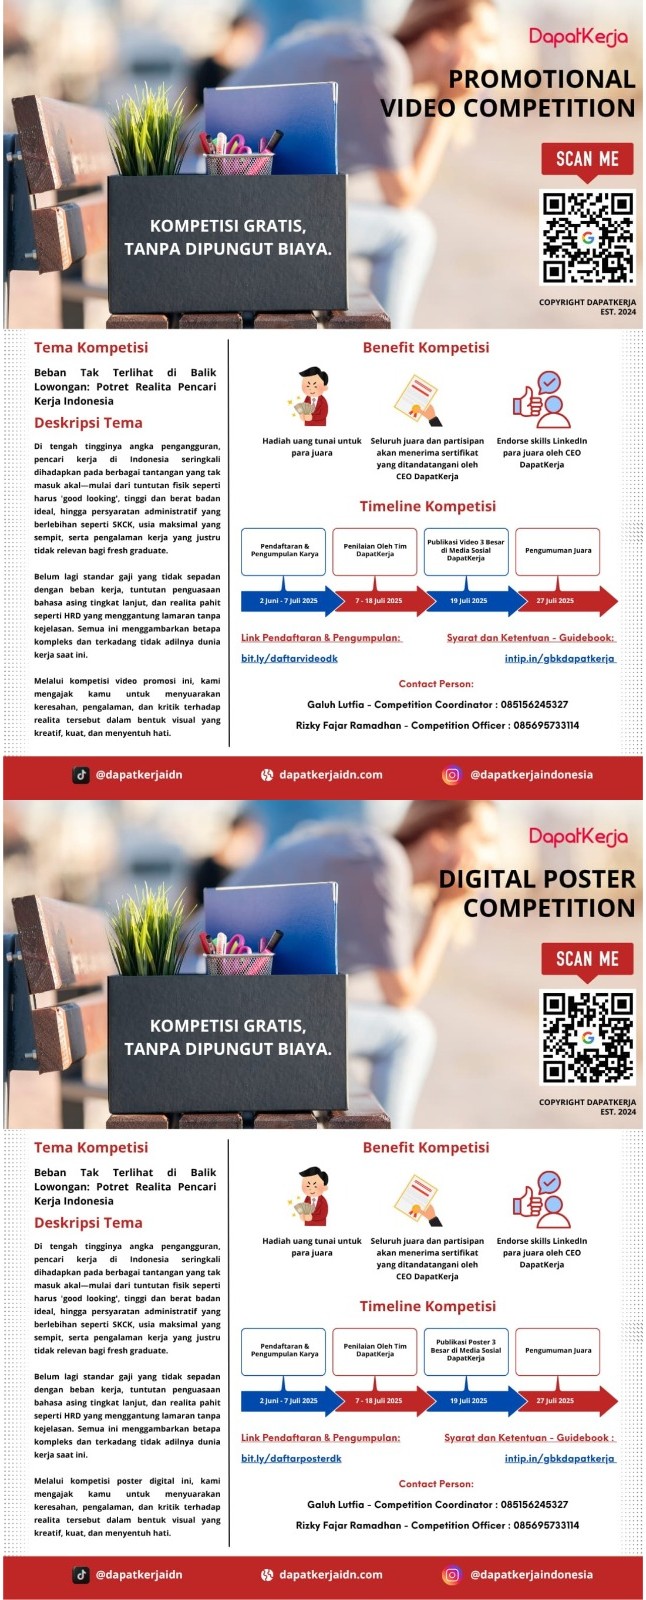 DapatKerja
PROMOTIONAL
VIDEO COMPETITION
SCAN ME
KOMPETISI GRATIS,
TANPA DIPUNGUT BIAYA.
COPYRIGHT DAPATKERJA
EST. 2024
Tema Kompetisi
Beban Tak Terlihat di Balik
Lowongan: Potret Realita Pencari
Kerja Indonesia
Deskripsi Tema
Di tengah tingginya angka pengangguran,
pencari kerja di Indonesia seringkali
dihadapkan pada berbagai tantangan yang tak
masuk akal—mulai dari tuntutan fisik seperti
harus 'good looking', tinggi dan berat badan
ideal, hingga persyaratan administratif yang
berlebihan seperti SKCK, usia maksimal yang
sempit, serta pengalaman kerja yang justru
tidak relevan bagi fresh graduate.
Belum lagi standar gaji yang tidak sepadan
dengan beban kerja, tuntutan penguasaan
bahasa asing tingkat lanjut, dan realita pahit
seperti HRD yang menggantung lamaran tanpa
kejelasan. Semua ini menggambarkan betapa
kompleks dan terkadang tidak adilnya dunia
kerja saat ini.
Melalui kompetisi video promosi ini, kami
mengajak kamu untuk menyuarakan
keresahan, pengalaman, dan kritik terhadap
realita tersebut dalam bentuk visual yang
kreatif, kuat, dan menyentuh hati.
Benefit Kompetisi
Hadiah uang tunai untuk
para juara
Seluruh juara dan partisipan
akan menerima sertifikat
yang ditandatangani oleh
CEO DapatKerja
Endorse skills LinkedIn
para juara oleh CEO
DapatKerja
Timeline Kompetisi
Pendaftaran &
Pengumpulan Karya
Penilaian Oleh Tim
DapatKerja
Publikasi Video 3 Besar
di Media Sosial
DapatKerja
Pengumuman Juara
2 Juni - 7 Juli 2025
7 - 18 Juli 2025
19 Juli 2025
27 Juli 2025
Link Pendaftaran & Pengumpulan:
bit.ly/daftarvideodk
Syarat dan Ketentuan - Guidebook:
intip.in/gbkdapatkerja
Contact Person:
Galuh Lutfia - Competition Coordinator : 085156245327
Rizky Fajar Ramadhan - Competition Officer : 085695733114
@dapatkerjaidn
dapatkerjaidn.com
@dapatkerjaindonesia
DapatKerja
DIGITAL POSTER
COMPETITION
SCAN ME
KOMPETISI GRATIS,
TANPA DIPUNGUT BIAYA.
COPYRIGHT DAPATKERJA
EST. 2024
Tema Kompetisi
Beban Tak Terlihat di Balik
Lowongan: Potret Realita Pencari
Kerja Indonesia
Deskripsi Tema
Di tengah tingginya angka pengangguran,
pencari kerja di Indonesia seringkali
dihadapkan pada berbagai tantangan yang tak
masuk akal—mulai dari tuntutan fisik seperti
harus 'good looking', tinggi dan berat badan
ideal, hingga persyaratan administratif yang
berlebihan seperti SKCK, usia maksimal yang
sempit, serta pengalaman kerja yang justru
tidak relevan bagi fresh graduate.
Belum lagi standar gaji yang tidak sepadan
dengan beban kerja, tuntutan penguasaan
bahasa asing tingkat lanjut, dan realita pahit
seperti HRD yang menggantung lamaran tanpa
kejelasan. Semua ini menggambarkan betapa
kompleks dan terkadang tidak adilnya dunia
kerja saat ini.
Melalui kompetisi poster digital ini, kami
mengajak kamu untuk menyuarakan
keresahan, pengalaman, dan kritik terhadap
realita tersebut dalam bentuk visual yang
kreatif, kuat, dan menyentuh hati.
Benefit Kompetisi
Hadiah uang tunai untuk
para juara
Seluruh juara dan partisipan
akan menerima sertifikat
yang ditandatangani oleh
CEO DapatKerja
Endorse skills LinkedIn
para juara oleh CEO
DapatKerja
Timeline Kompetisi
Pendaftaran &
Pengumpulan Karya
Penilaian Oleh Tim
DapatKerja
Publikasi Poster 3
Besar di Media Sosial
DapatKerja
Pengumuman Juara
2 Juni - 7 Juli 2025
7 - 18 Juli 2025
19 Juli 2025
27 Juli 2025
Link Pendaftaran & Pengumpulan:
bit.ly/daftarposterdk
Syarat dan Ketentuan - Guidebook :
intip.in/gbkdapatkerja
Contact Person:
Galuh Lutfia - Competition Coordinator : 085156245327
Rizky Fajar Ramadhan - Competition Officer : 085695733114
@dapatkerjaidn
dapatkerjaidn.com
@dapatkerjaindonesia